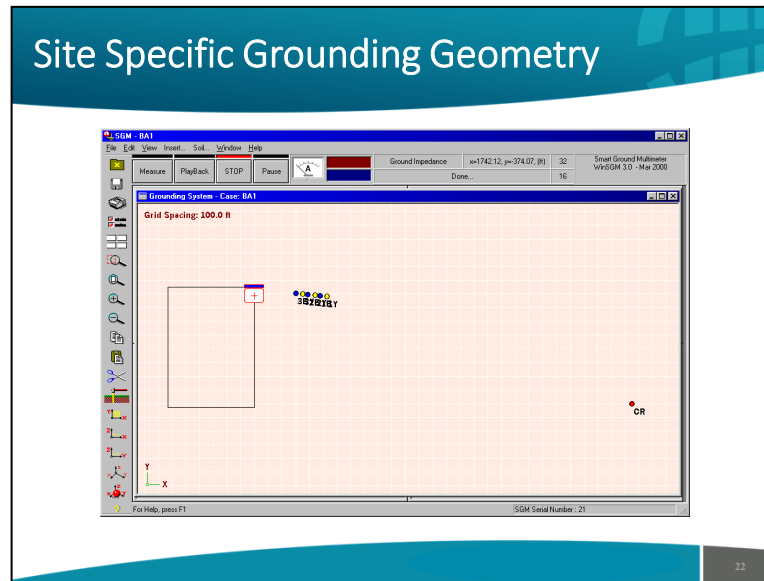 Site Specific Grounding Geometry
SGM - BA1
File Edit View Insert... Soil... Window Help
Measure PlayBack STOP Pause A Ground Impedance x=1742.12, y=-374.07, (ft) 32 Smart Ground Multimeter
Done... 16 WinSGM 3.0 - Mar 2000
Grounding System - Case: BA1
Grid Spacing: 100.0 ft
CR
Y
X
For Help, press F1 SGM Serial Number : 21
22